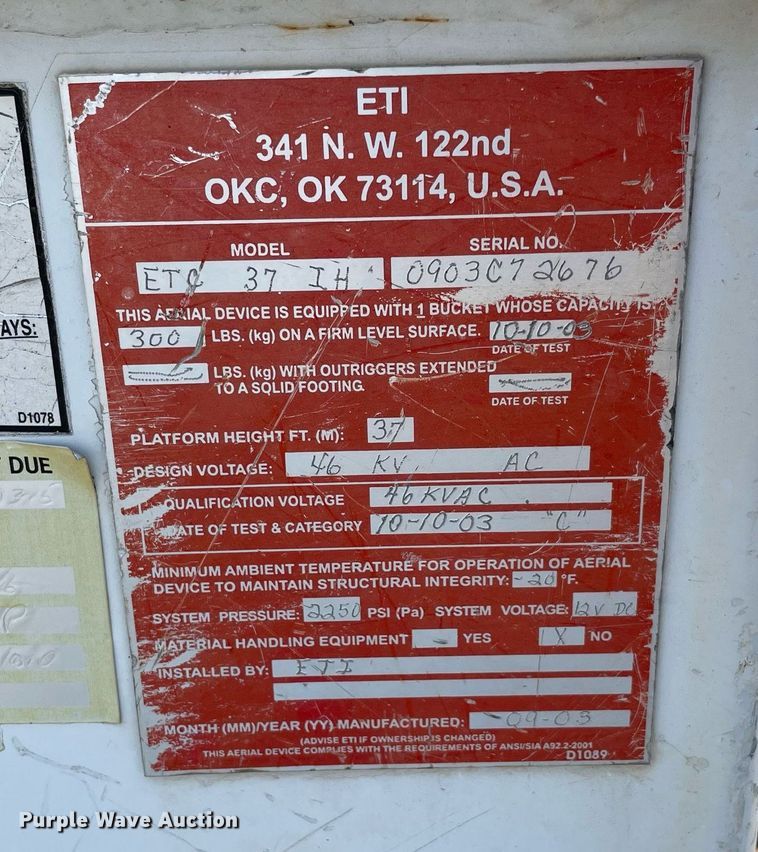 ETI
341 N. W. 122nd
OKC, OK 73114, U.S.A.
MODEL SERIAL NO.
ETC 37 IH 0903C72676
THIS AERIAL DEVICE IS EQUIPPED WITH 1 BUCKET WHOSE CAPACITY IS
300 LBS. (kg) ON A FIRM LEVEL SURFACE. 10-10-03
DATE OF TEST
LBS. (kg) WITH OUTRIGGERS EXTENDED
TO A SOLID FOOTING.
DATE OF TEST
PLATFORM HEIGHT FT. (M): 37
DESIGN VOLTAGE: 46 KV AC
QUALIFICATION VOLTAGE 46KVAC
DATE OF TEST & CATEGORY 10-10-03 "C"
MINIMUM AMBIENT TEMPERATURE FOR OPERATION OF AERIAL
DEVICE TO MAINTAIN STRUCTURAL INTEGRITY: -20 °F.
SYSTEM PRESSURE: 2250 PSI (Pa) SYSTEM VOLTAGE: 12V DC
MATERIAL HANDLING EQUIPMENT YES X NO
INSTALLED BY: ETI
MONTH (MM)/YEAR (YY) MANUFACTURED: 09-03
(ADVISE ETI IF OWNERSHIP IS CHANGED)
THIS AERIAL DEVICE COMPLIES WITH THE REQUIREMENTS OF ANSI/SIA A92.2-2001
D1089
AYS:
D1078
DUE
Purple Wave Auction